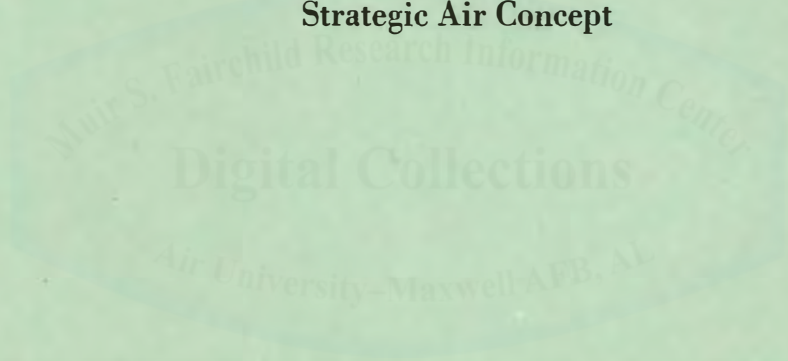 Strategic Air Concept
Muir S. Fairchild Research Information Center
Digital Collections
Air University-Maxwell AFB, AL